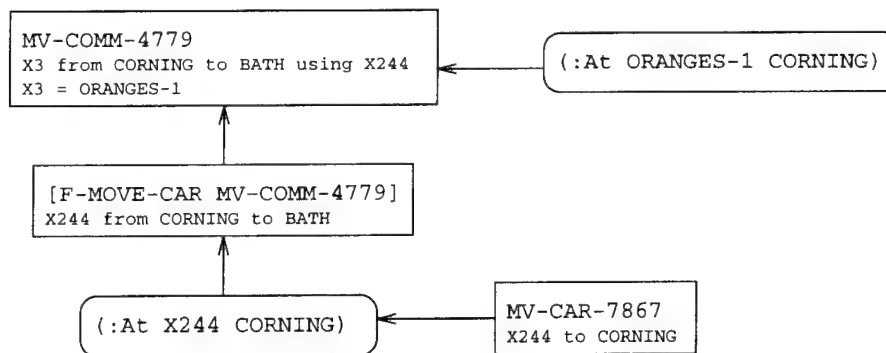 MV-COMM-4779
X3 from CORNING to BATH using X244
X3 = ORANGES-1
(:At ORANGES-1 CORNING)
[F-MOVE-CAR MV-COMM-4779]
X244 from CORNING to BATH
(:At X244 CORNING)
MV-CAR-7867
X244 to CORNING